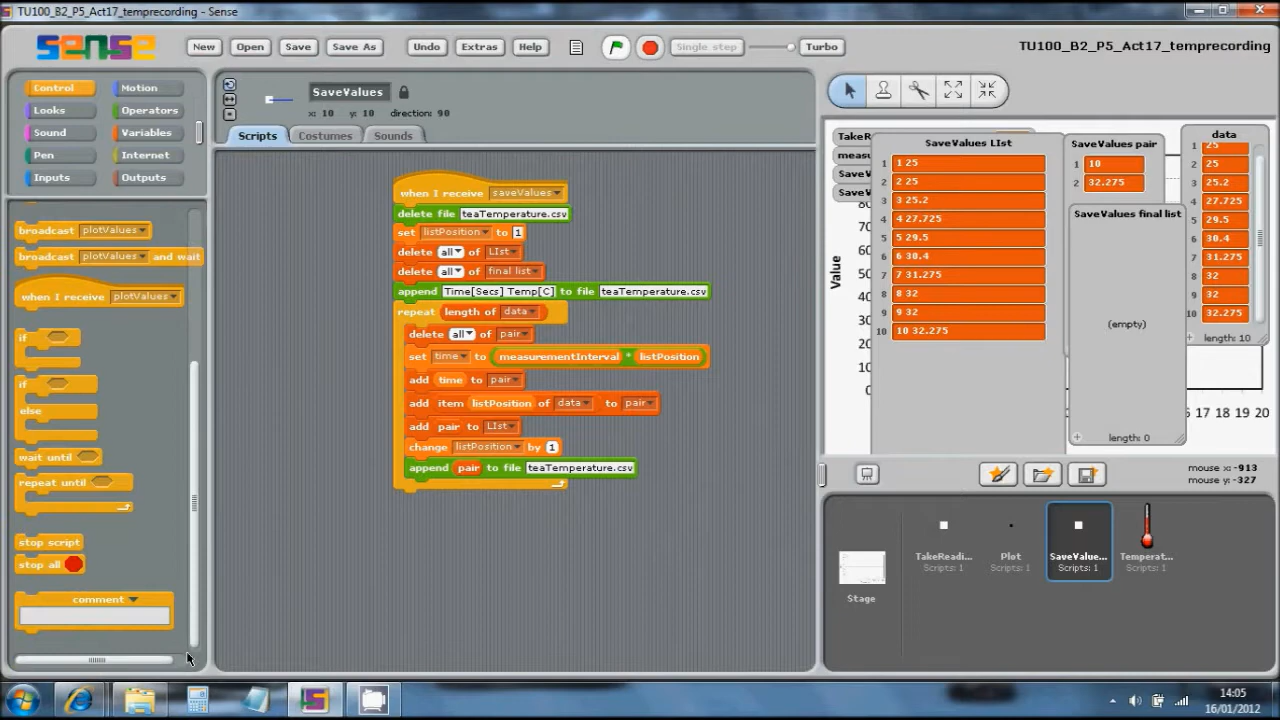 TU100_B2_P5_Act17_temprecording - Sense
sense
New
Open
Save
Save As
Undo
Extras
Help
Single step
Turbo
TU100_B2_P5_Act17_temprecording
Control
Motion
Looks
Operators
Sound
Variables
Pen
Internet
Inputs
Outputs
SaveValues
x: 10 y: 10 direction: 90
Scripts
Costumes
Sounds
broadcast plotValues
broadcast plotValues and wait
when I receive plotValues
if
if
else
wait until
repeat until
stop script
stop all
comment
when I receive saveValues
delete file teaTemperature.csv
set listPosition to 1
delete all of LIst
delete all of final list
append Time[Secs] Temp[C] to file teaTemperature.csv
repeat length of data
delete all of pair
set time to measurementInterval * listPosition
add time to pair
add item listPosition of data to pair
add pair to LIst
change listPosition by 1
append pair to file teaTemperature.csv
TakeR
measu
SaveV
SaveV
80
70
60
50
40
30
20
10
0
Value
SaveValues LIst
1 1 25
2 2 25
3 3 25.2
4 4 27.725
5 5 29.5
6 6 30.4
7 7 31.275
8 8 32
9 9 32
10 10 32.275
SaveValues pair
1 10
2 32.275
SaveValues final list
(empty)
length: 0
data
1 25
2 25
3 25.2
4 27.725
5 29.5
6 30.4
7 31.275
8 32
9 32
10 32.275
length: 10
15 16 17 18 19 20
mouse x: -913
mouse y: -327
Stage
TakeReadi...
Scripts: 1
Plot
Scripts: 1
SaveValue...
Scripts: 1
Temperat...
Scripts: 1
14:05
16/01/2012